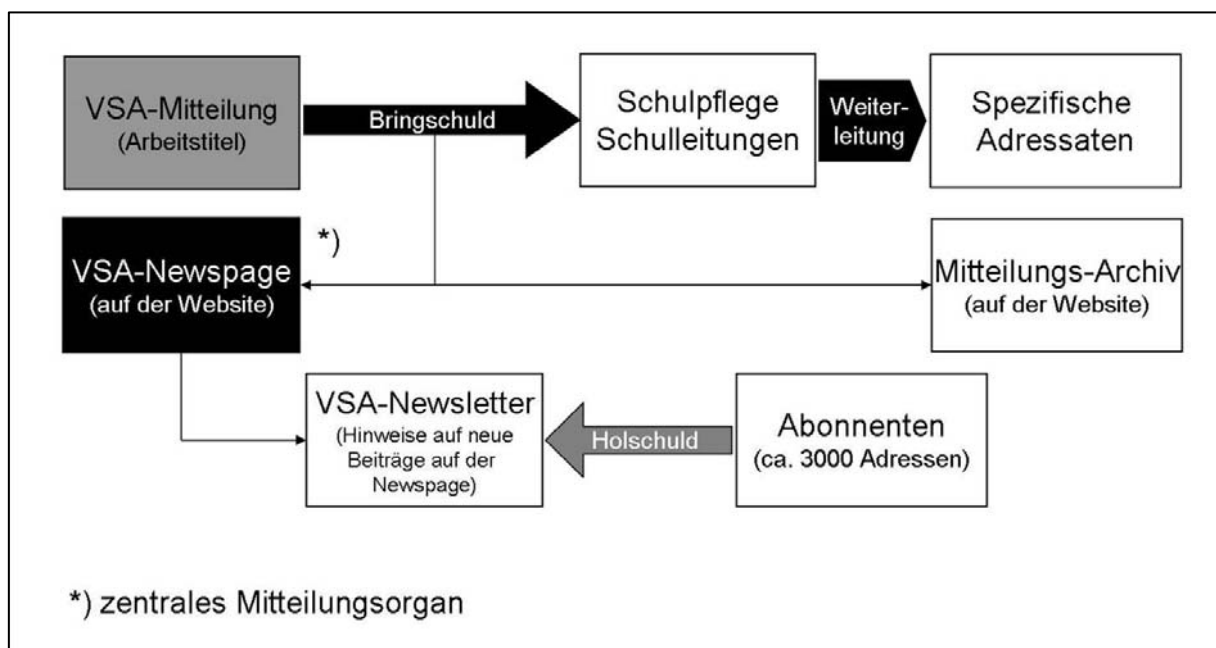 VSA-Mitteilung
(Arbeitstitel)
Bringschuld
Schulpflege
Schulleitungen
Weiter-
leitung
Spezifische
Adressaten
VSA-Newspage
(auf der Website)
*)
Mitteilungs-Archiv
(auf der Website)
VSA-Newsletter
(Hinweise auf neue
Beiträge auf der
Newspage)
Holschuld
Abonnenten
(ca. 3000 Adressen)
*) zentrales Mitteilungsorgan